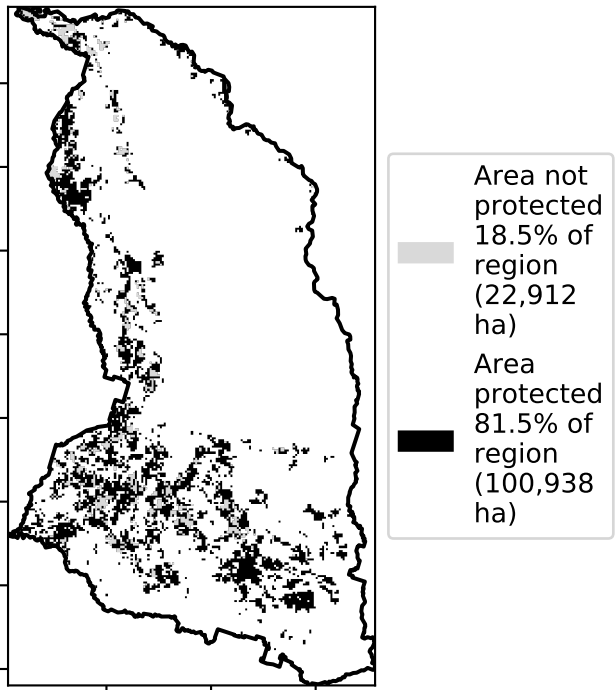 Area not
protected
18.5% of
region
(22,912
ha)
Area
protected
81.5% of
region
(100,938
ha)